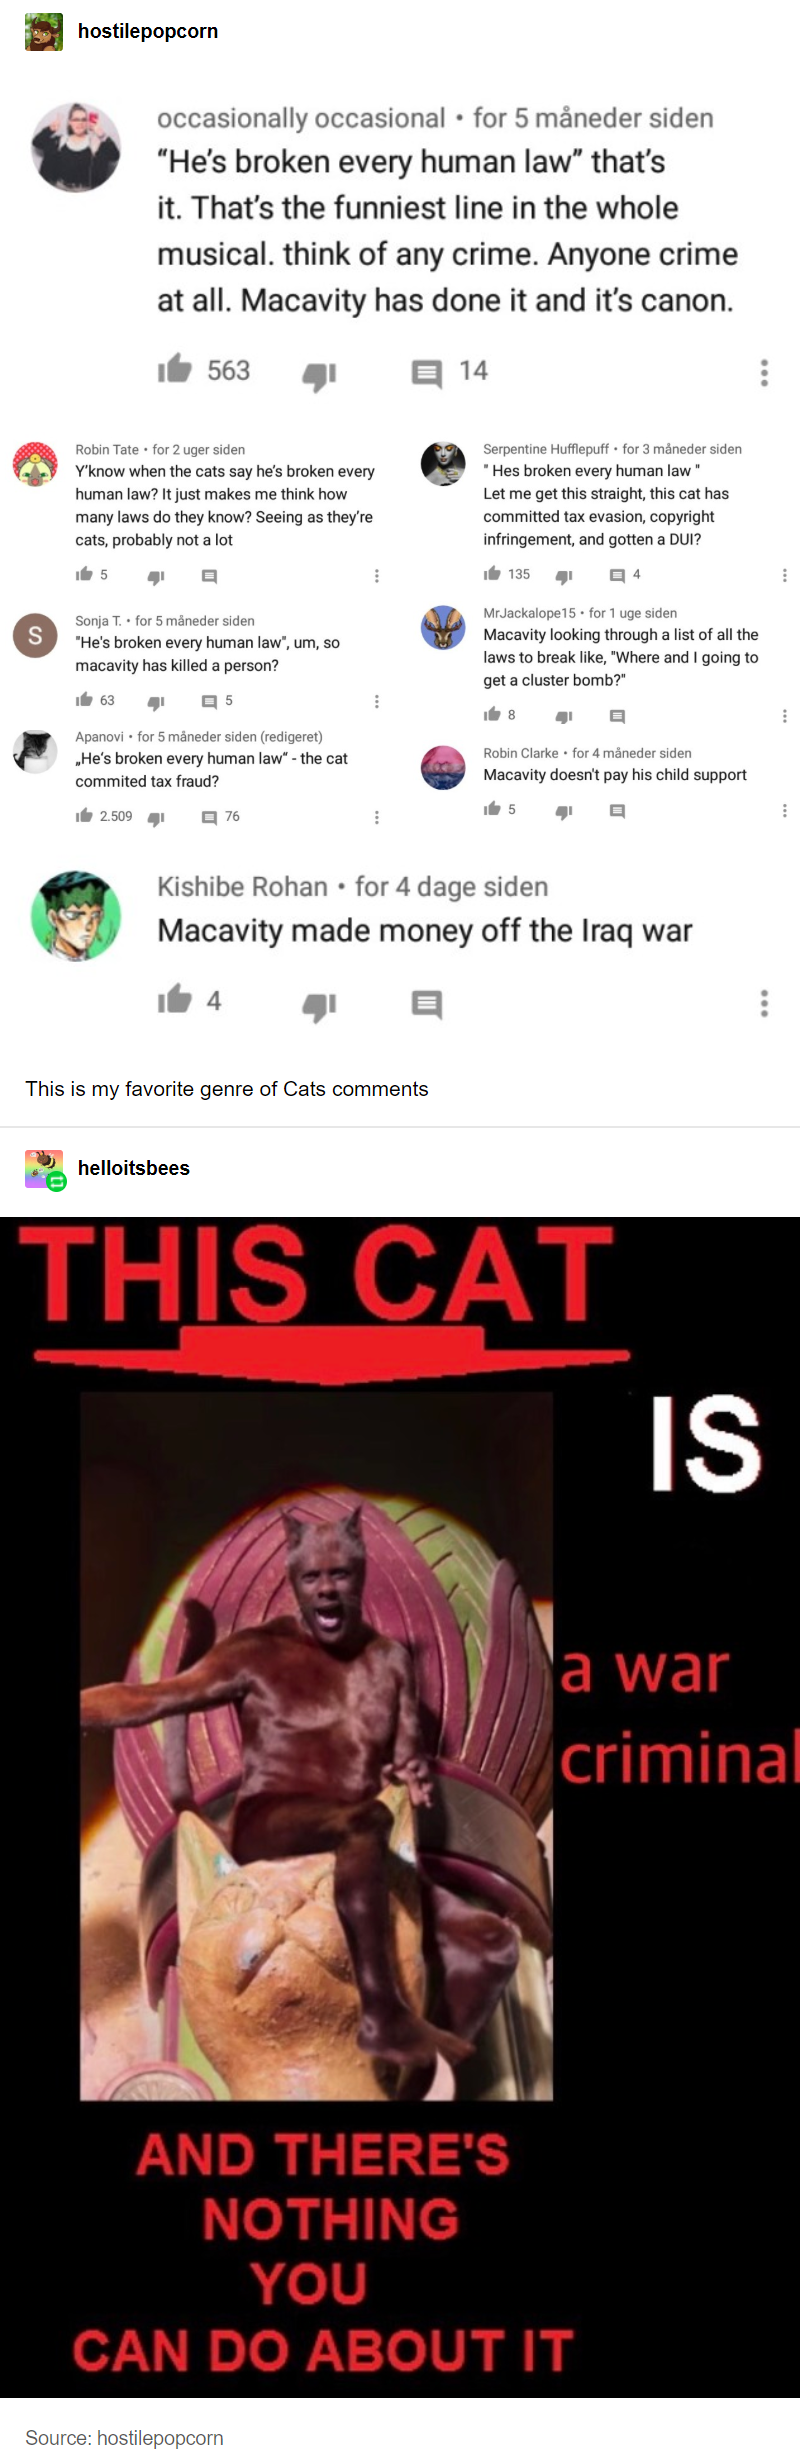 hostilepopcorn
occasionally occasional • for 5 måneder siden
“He’s broken every human law” that’s
it. That’s the funniest line in the whole
musical. think of any crime. Anyone crime
at all. Macavity has done it and it’s canon.
563 14
Robin Tate • for 2 uger siden
Y'know when the cats say he's broken every
human law? It just makes me think how
many laws do they know? Seeing as they're
cats, probably not a lot
5
S
Sonja T. • for 5 måneder siden
"He's broken every human law", um, so
macavity has killed a person?
63 5
Apanovi • for 5 måneder siden (redigeret)
„He’s broken every human law“ - the cat
commited tax fraud?
2.509 76
Serpentine Hufflepuff • for 3 måneder siden
" Hes broken every human law "
Let me get this straight, this cat has
committed tax evasion, copyright
infringement, and gotten a DUI?
135 4
MrJackalope15 • for 1 uge siden
Macavity looking through a list of all the
laws to break like, "Where and I going to
get a cluster bomb?"
8
Robin Clarke • for 4 måneder siden
Macavity doesn't pay his child support
5
Kishibe Rohan • for 4 dage siden
Macavity made money off the Iraq war
4
This is my favorite genre of Cats comments
helloitsbees
THIS CAT
IS
a war
criminal
AND THERE'S
NOTHING
YOU
CAN DO ABOUT IT
Source: hostilepopcorn